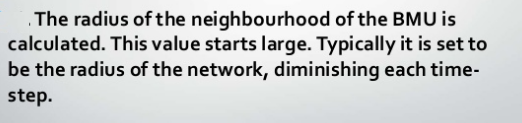 . The radius of the neighbourhood of the BMU is
calculated. This value starts large. Typically it is set to
be the radius of the network, diminishing each time-
step.